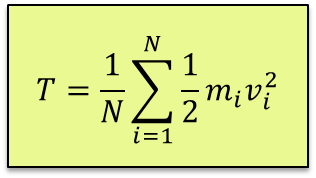 T = \frac{1}{N} \sum_{i=1}^{N} \frac{1}{2} m_i v_i^2